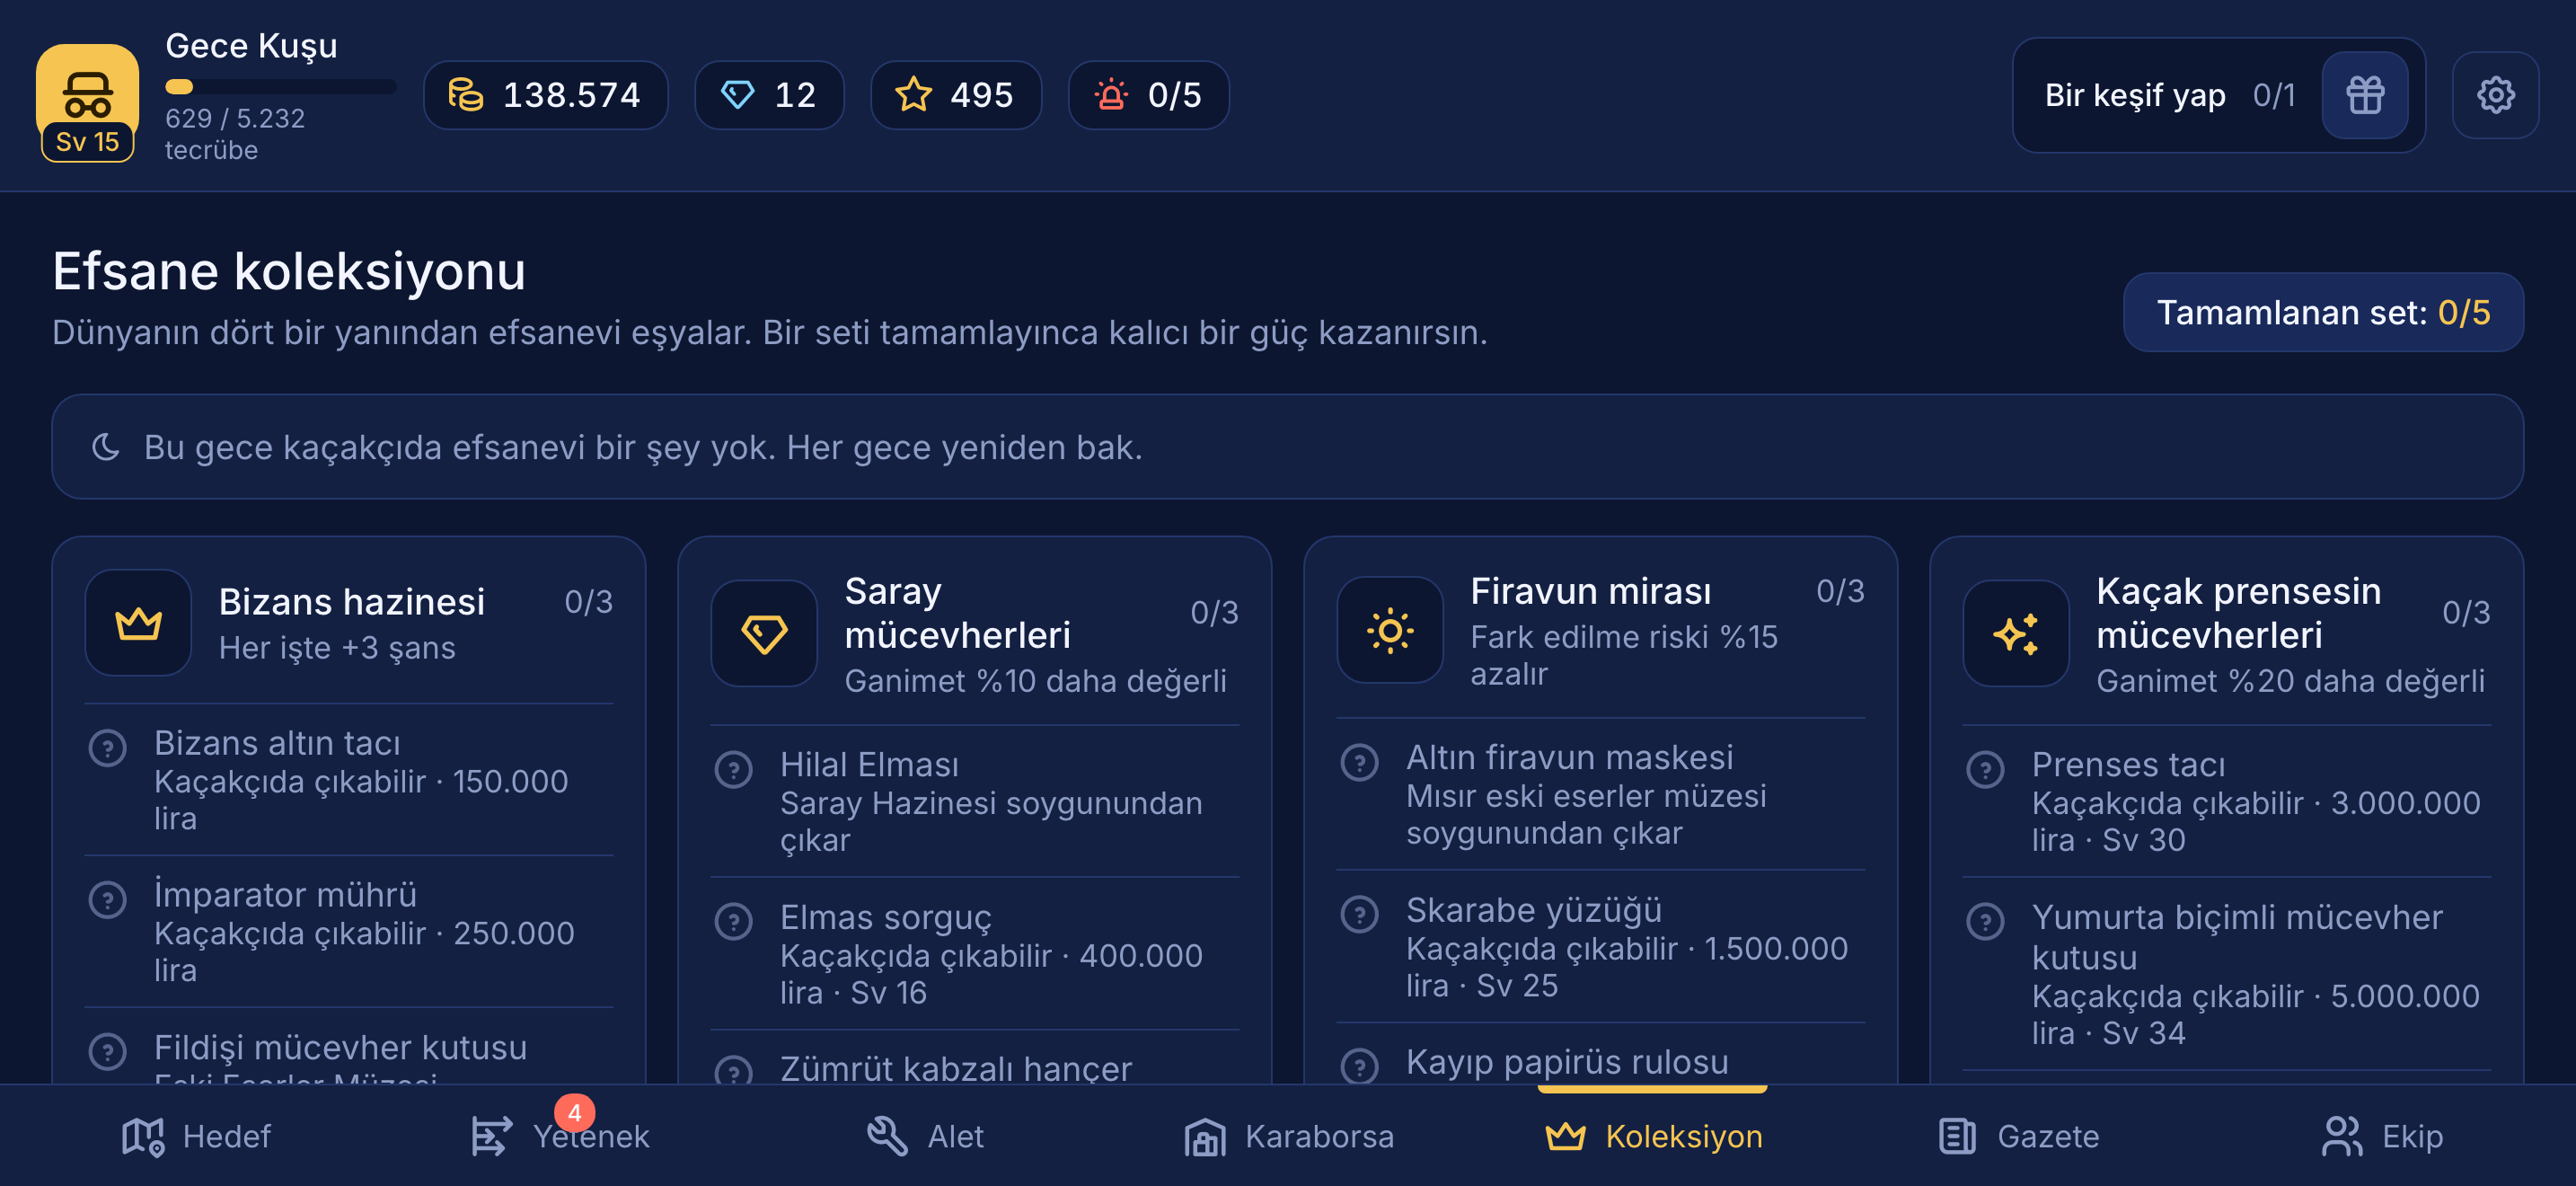 Gece Kuşu
629 / 5.232
tecrübe
Sv 15
138.574
12
495
0/5
Bir keşif yap 0/1
Efsane koleksiyonu
Dünyanın dört bir yanından efsanevi eşyalar. Bir seti tamamlayınca kalıcı bir güç kazanırsın.
Tamamlanan set: 0/5
Bu gece kaçakçıda efsanevi bir şey yok. Her gece yeniden bak.
Bizans hazinesi 0/3
Her işte +3 şans
Bizans altın tacı
Kaçakçıda çıkabilir · 150.000
lira
İmparator mührü
Kaçakçıda çıkabilir · 250.000
lira
Fildişi mücevher kutusu
Eski Eserler Müzesi
Saray
mücevherleri 0/3
Ganimet %10 daha değerli
Hilal Elması
Saray Hazinesi soygunundan
çıkar
Elmas sorguç
Kaçakçıda çıkabilir · 400.000
lira · Sv 16
Zümrüt kabzalı hançer
Firavun mirası 0/3
Fark edilme riski %15
azalır
Altın firavun maskesi
Mısır eski eserler müzesi
soygunundan çıkar
Skarabe yüzüğü
Kaçakçıda çıkabilir · 1.500.000
lira · Sv 25
Kayıp papirüs rulosu
Kaçak prensesin
mücevherleri 0/3
Ganimet %20 daha değerli
Prenses tacı
Kaçakçıda çıkabilir · 3.000.000
lira · Sv 30
Yumurta biçimli mücevher
kutusu
Kaçakçıda çıkabilir · 5.000.000
lira · Sv 34
Hedef
Yetenek
4
Alet
Karaborsa
Koleksiyon
Gazete
Ekip